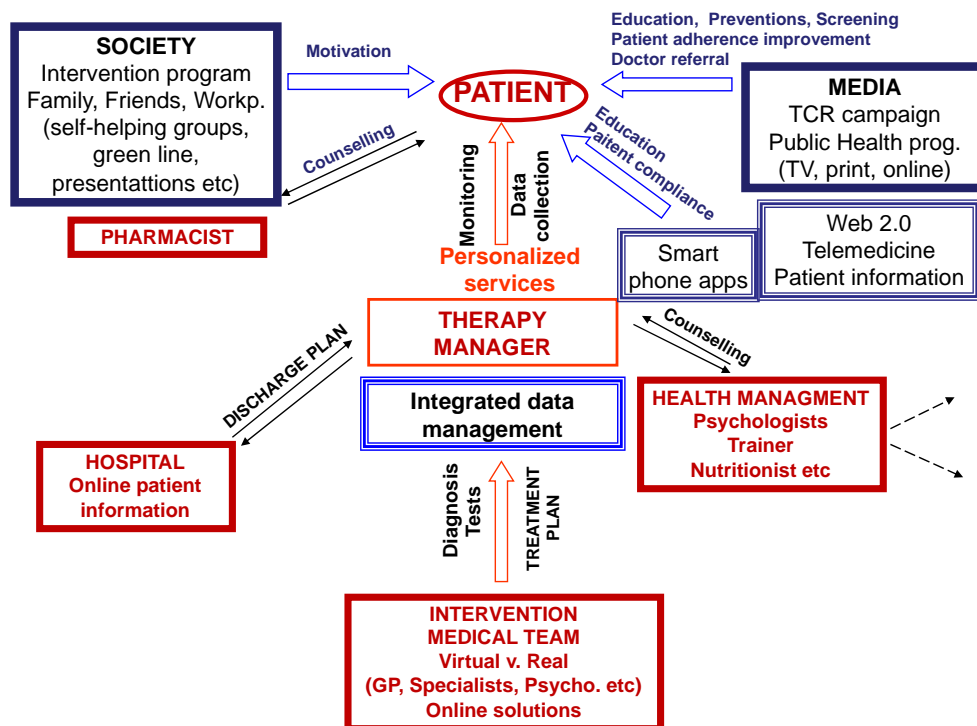 SOCIETY
Intervention program
Family, Friends, Workp.
(self-helping groups,
green line,
presentattions etc)
Motivation
PATIENT
Education, Preventions, Screening
Patient adherence improvement
Doctor referral
MEDIA
TCR campaign
Public Health prog.
(TV, print, online)
Counselling
PHARMACIST
Monitoring
Data
collection
Education
Paitent compliance
Smart
phone apps
Web 2.0
Telemedicine
Patient information
Personalized
services
THERAPY
MANAGER
Counselling
DISCHARGE PLAN
Integrated data
management
HEALTH MANAGMENT
Psychologists
Trainer
Nutritionist etc
HOSPITAL
Online patient
information
Diagnosis
Tests
TREATMENT
PLAN
INTERVENTION
MEDICAL TEAM
Virtual v. Real
(GP, Specialists, Psycho. etc)
Online solutions